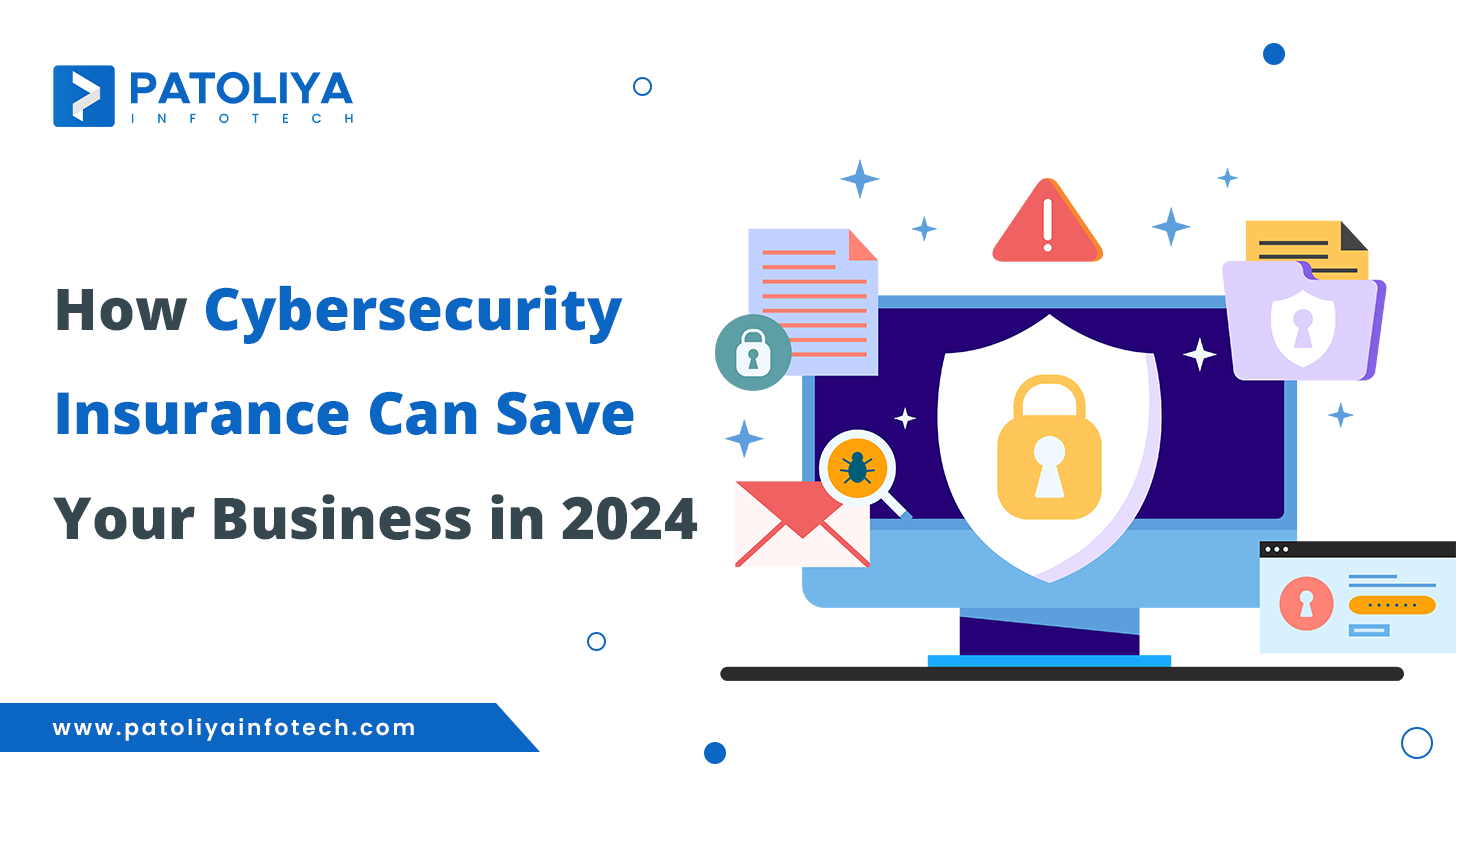 PATOLIYA
INFOTECH
How Cybersecurity
Insurance Can Save
Your Business in 2024
www.patoliyainfotech.com